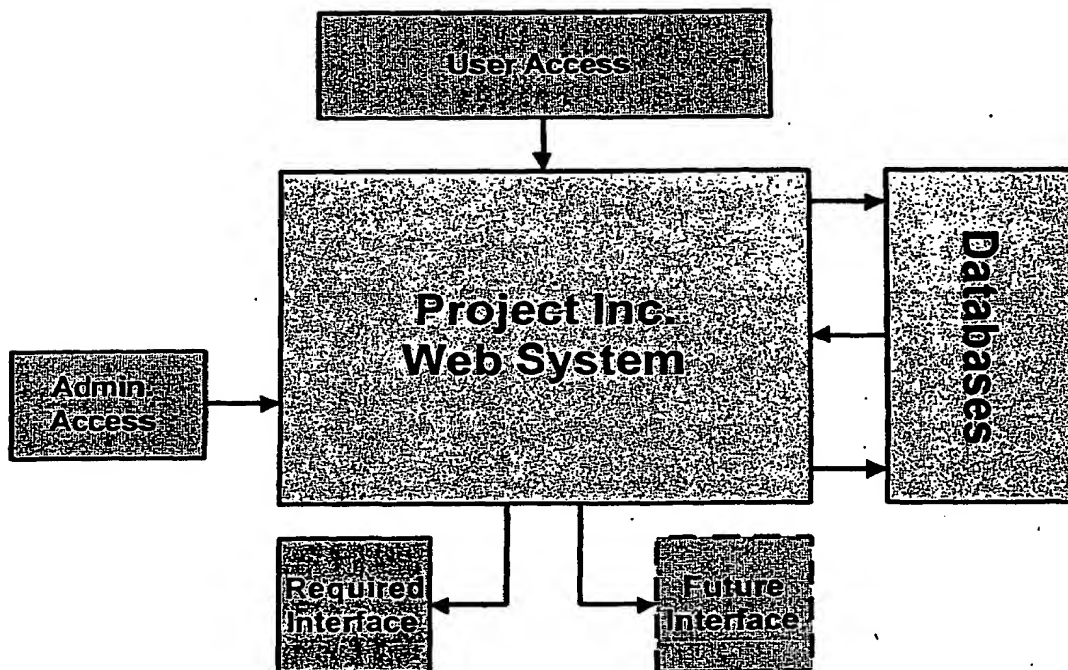 User Access
Project Inc.
Web System
Databases
Admin.
Access
Required
Interface
Future
Interface